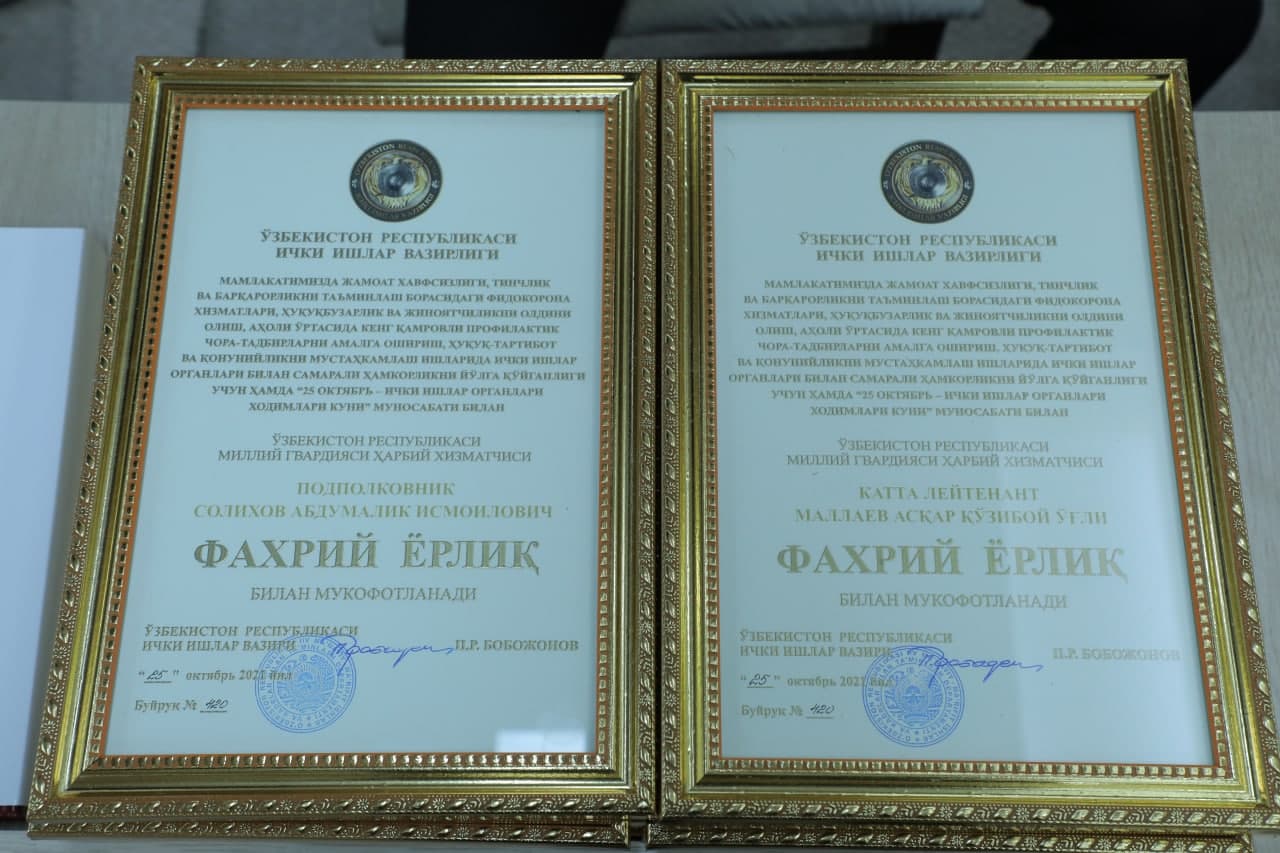 ЎЗБЕКИСТОН РЕСПУБЛИКАСИ
ИЧКИ ИШЛАР ВАЗИРЛИГИ
МАМЛАКАТИМИЗДА ЖАМОАТ ХАВФСИЗЛИГИ, ТИНЧЛИК
ВА БАРҚАРОРЛИКНИ ТАЪМИНЛАШ БОРАСИДАГИ ФИДОКОРОНА
ХИЗМАТЛАРИ, ҲУҚУҚБУЗАРЛИК ВА ЖИНОЯТЧИЛИКНИ ОЛДИНИ
ОЛИШ, АҲОЛИ ЎРТАСИДА КЕНГ ҚАМРОВЛИ ПРОФИЛАКТИК
ЧОРА-ТАДБИРЛАРНИ АМАЛГА ОШИРИШ, ҲУҚУҚ-ТАРТИБОТ
ВА ҚОНУНИЙЛИКНИ МУСТАҲКАМЛАШ ИШЛАРИДА ИЧКИ ИШЛАР
ОРГАНЛАРИ БИЛАН САМАРАЛИ ҲАМКОРЛИКНИ ЙЎЛГА ҚЎЙГАНЛИГИ
УЧУН ҲАМДА “25 ОКТЯБРЬ – ИЧКИ ИШЛАР ОРГАНЛАРИ
ХОДИМЛАРИ КУНИ” МУНОСАБАТИ БИЛАН
ЎЗБЕКИСТОН РЕСПУБЛИКАСИ
МИЛЛИЙ ГВАРДИЯСИ ҲАРБИЙ ХИЗМАТЧИСИ
ПОДПОЛКОВНИК
СОЛИХОВ АБДУМАЛИК ИСМОИЛОВИЧ
ФАХРИЙ ЁРЛИҚ
БИЛАН МУКОФОТЛАНАДИ
ЎЗБЕКИСТОН РЕСПУБЛИКАСИ
ИЧКИ ИШЛАР ВАЗИРИ П.Р. БОБОЖОНОВ
“25” октябрь 2021 йил
Буйруқ № 420
ЎЗБЕКИСТОН РЕСПУБЛИКАСИ
ИЧКИ ИШЛАР ВАЗИРЛИГИ
МАМЛАКАТИМИЗДА ЖАМОАТ ХАВФСИЗЛИГИ, ТИНЧЛИК
ВА БАРҚАРОРЛИКНИ ТАЪМИНЛАШ БОРАСИДАГИ ФИДОКОРОНА
ХИЗМАТЛАРИ, ҲУҚУҚБУЗАРЛИК ВА ЖИНОЯТЧИЛИКНИ ОЛДИНИ
ОЛИШ, АҲОЛИ ЎРТАСИДА КЕНГ ҚАМРОВЛИ ПРОФИЛАКТИК
ЧОРА-ТАДБИРЛАРНИ АМАЛГА ОШИРИШ, ҲУҚУҚ-ТАРТИБОТ
ВА ҚОНУНИЙЛИКНИ МУСТАҲКАМЛАШ ИШЛАРИДА ИЧКИ ИШЛАР
ОРГАНЛАРИ БИЛАН САМАРАЛИ ҲАМКОРЛИКНИ ЙЎЛГА ҚЎЙГАНЛИГИ
УЧУН ҲАМДА “25 ОКТЯБРЬ – ИЧКИ ИШЛАР ОРГАНЛАРИ
ХОДИМЛАРИ КУНИ” МУНОСАБАТИ БИЛАН
ЎЗБЕКИСТОН РЕСПУБЛИКАСИ
МИЛЛИЙ ГВАРДИЯСИ ҲАРБИЙ ХИЗМАТЧИСИ
КАТТА ЛЕЙТЕНАНТ
МАЛЛАЕВ АСҚАР ҚЎЗИБОЙ ЎҒЛИ
ФАХРИЙ ЁРЛИҚ
БИЛАН МУКОФОТЛАНАДИ
ЎЗБЕКИСТОН РЕСПУБЛИКАСИ
ИЧКИ ИШЛАР ВАЗИРИ П.Р. БОБОЖОНОВ
“25” октябрь 2021 йил
Буйруқ № 420